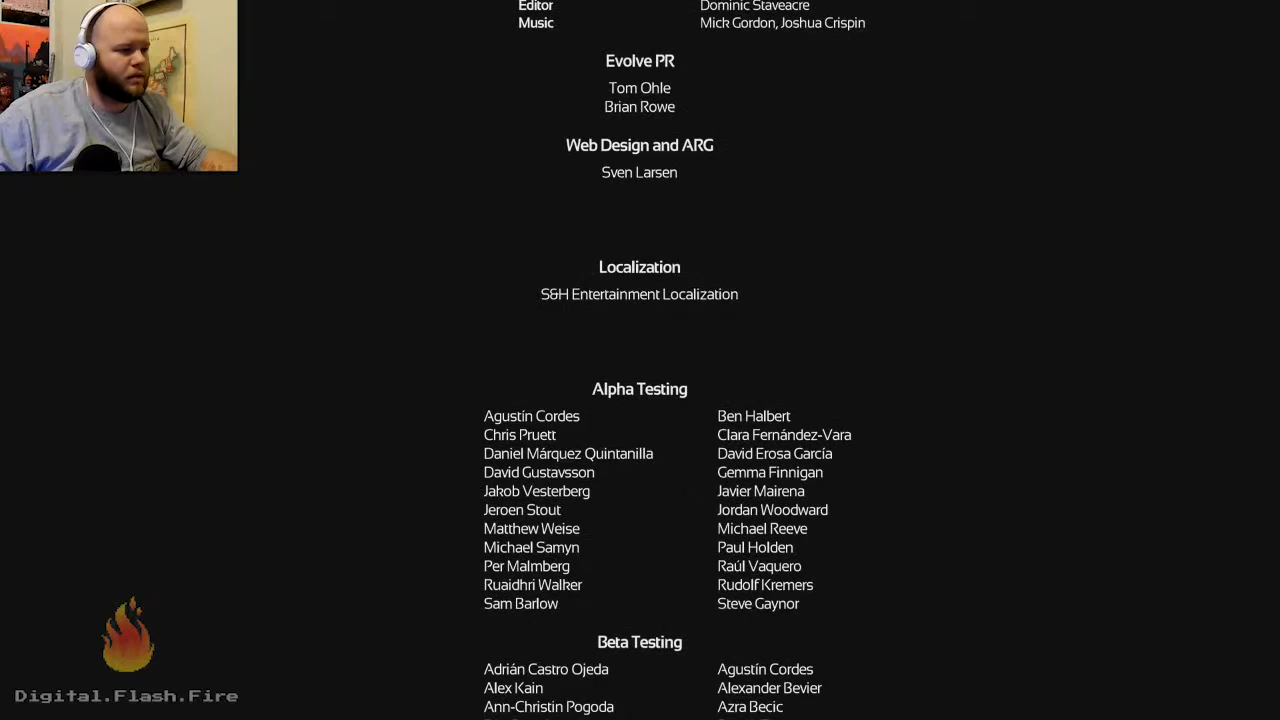 Editor Dominic Staveacre
Music Mick Gordon, Joshua Crispin
Evolve PR
Tom Ohle
Brian Rowe
Web Design and ARG
Sven Larsen
Localization
S&H Entertainment Localization
Alpha Testing
Agustín Cordes Ben Halbert
Chris Pruett Clara Fernández-Vara
Daniel Márquez Quintanilla David Erosa García
David Gustavsson Gemma Finnigan
Jakob Vesterberg Javier Mairena
Jeroen Stout Jordan Woodward
Matthew Weise Michael Reeve
Michael Samyn Paul Holden
Per Malmberg Raúl Vaquero
Ruaidhri Walker Rudolf Kremers
Sam Barlow Steve Gaynor
Beta Testing
Adrián Castro Ojeda Agustín Cordes
Alex Kain Alexander Bevier
Ann-Christin Pogoda Azra Becic
Digital.Flash.Fire